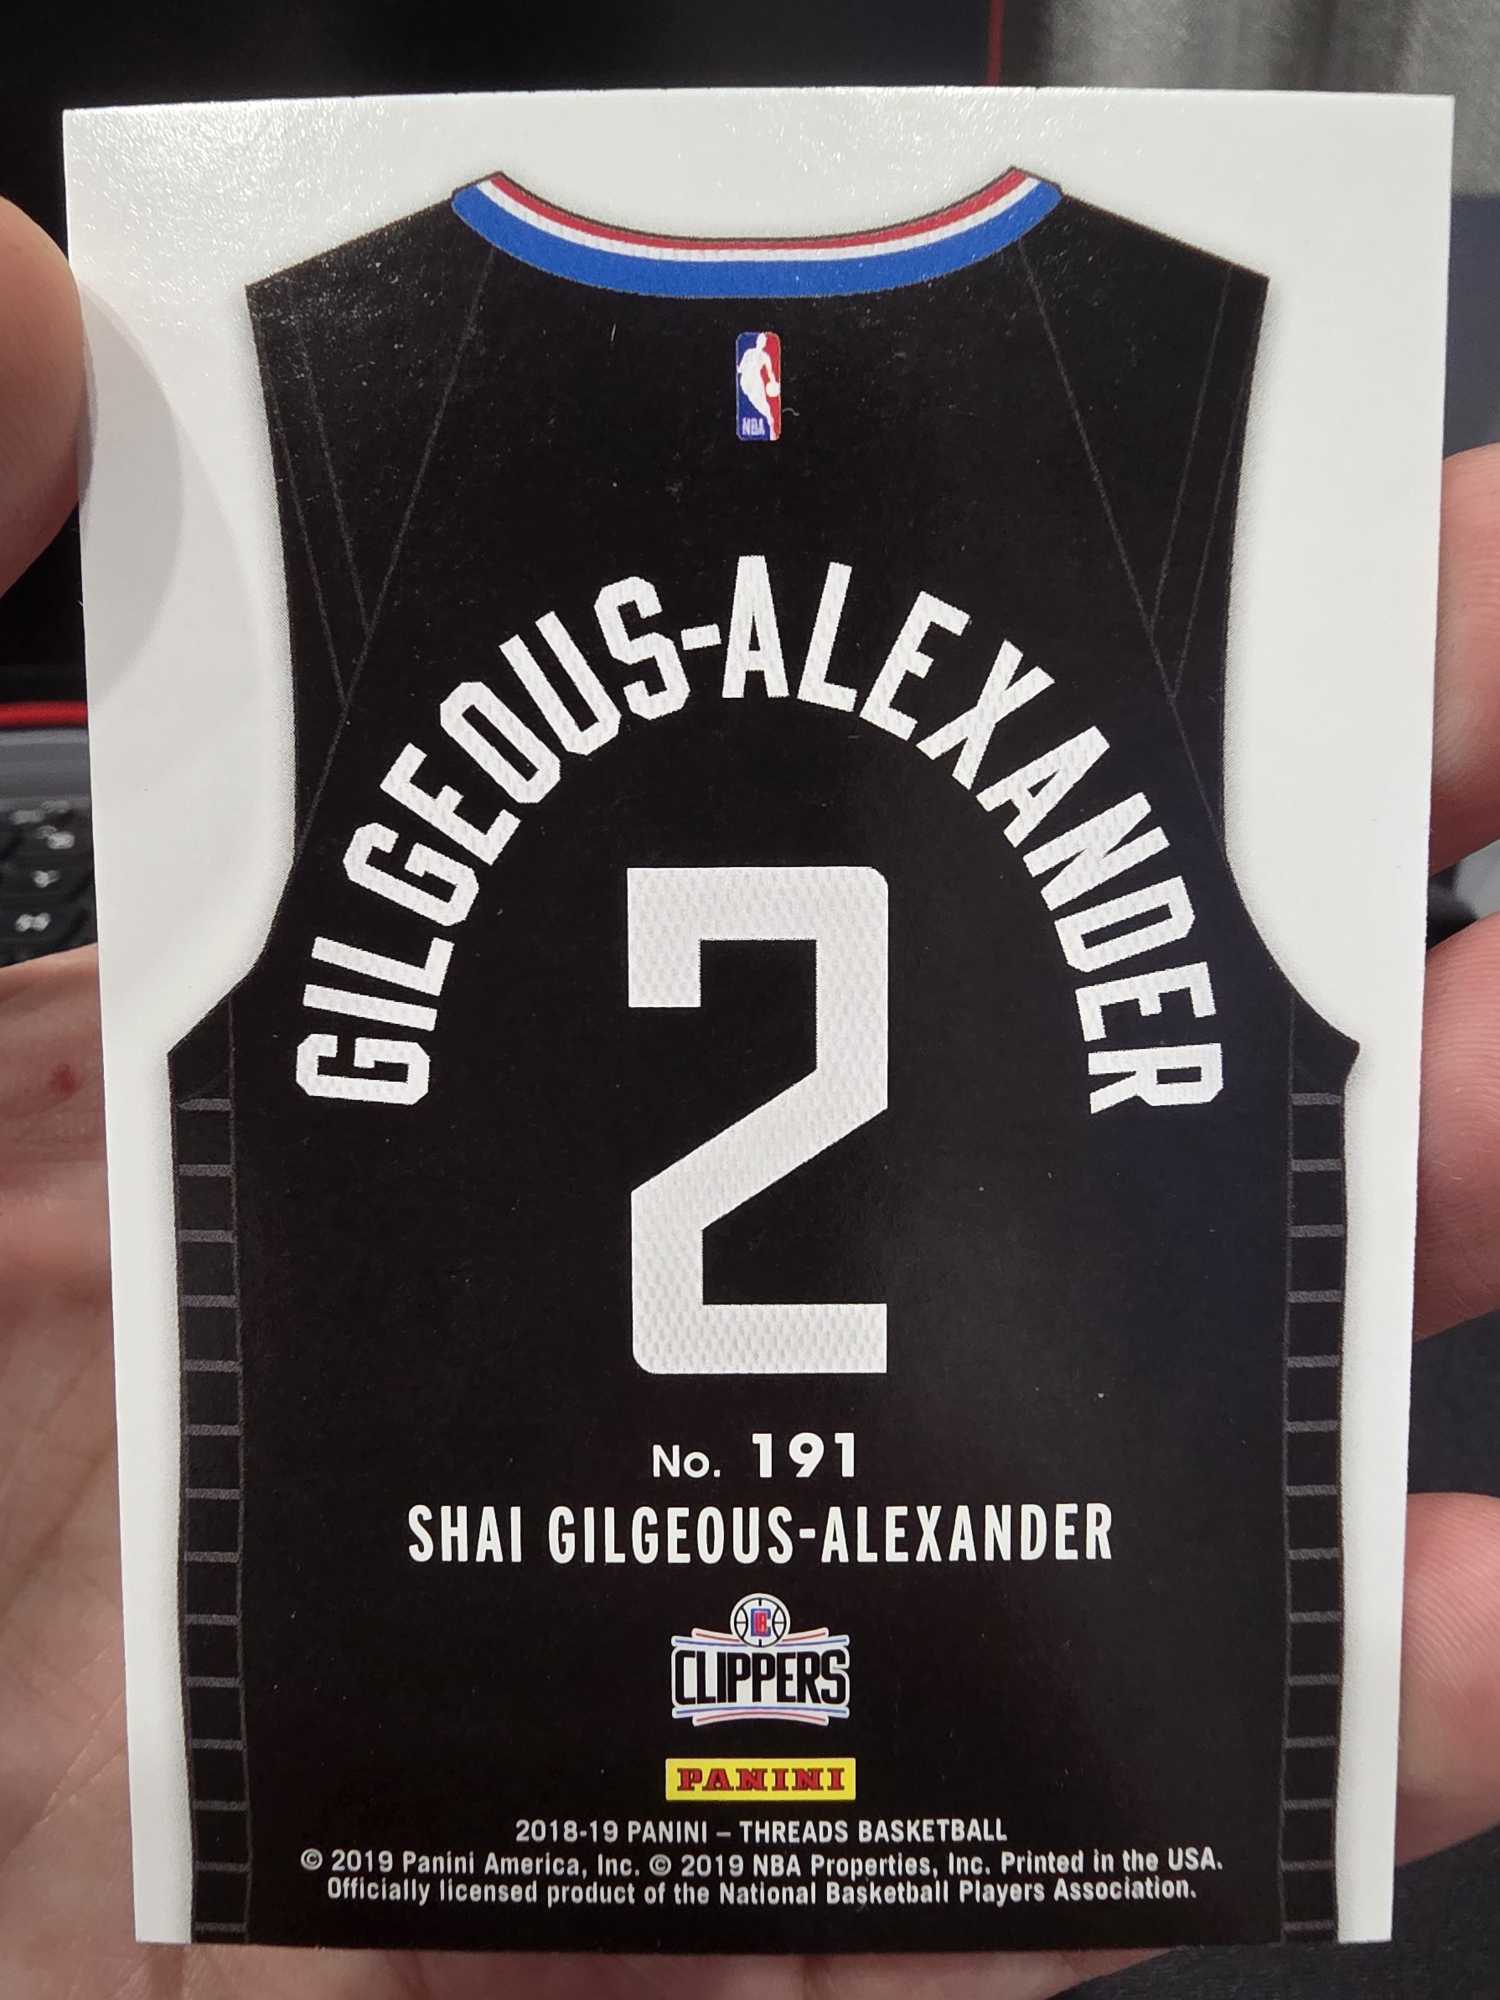 NBA
GILGEOUS-ALEXANDER
2
No. 191
SHAI GILGEOUS-ALEXANDER
CLIPPERS
PANINI
2018-19 PANINI – THREADS BASKETBALL
© 2019 Panini America, Inc. © 2019 NBA Properties, Inc. Printed in the USA.
Officially licensed product of the National Basketball Players Association.